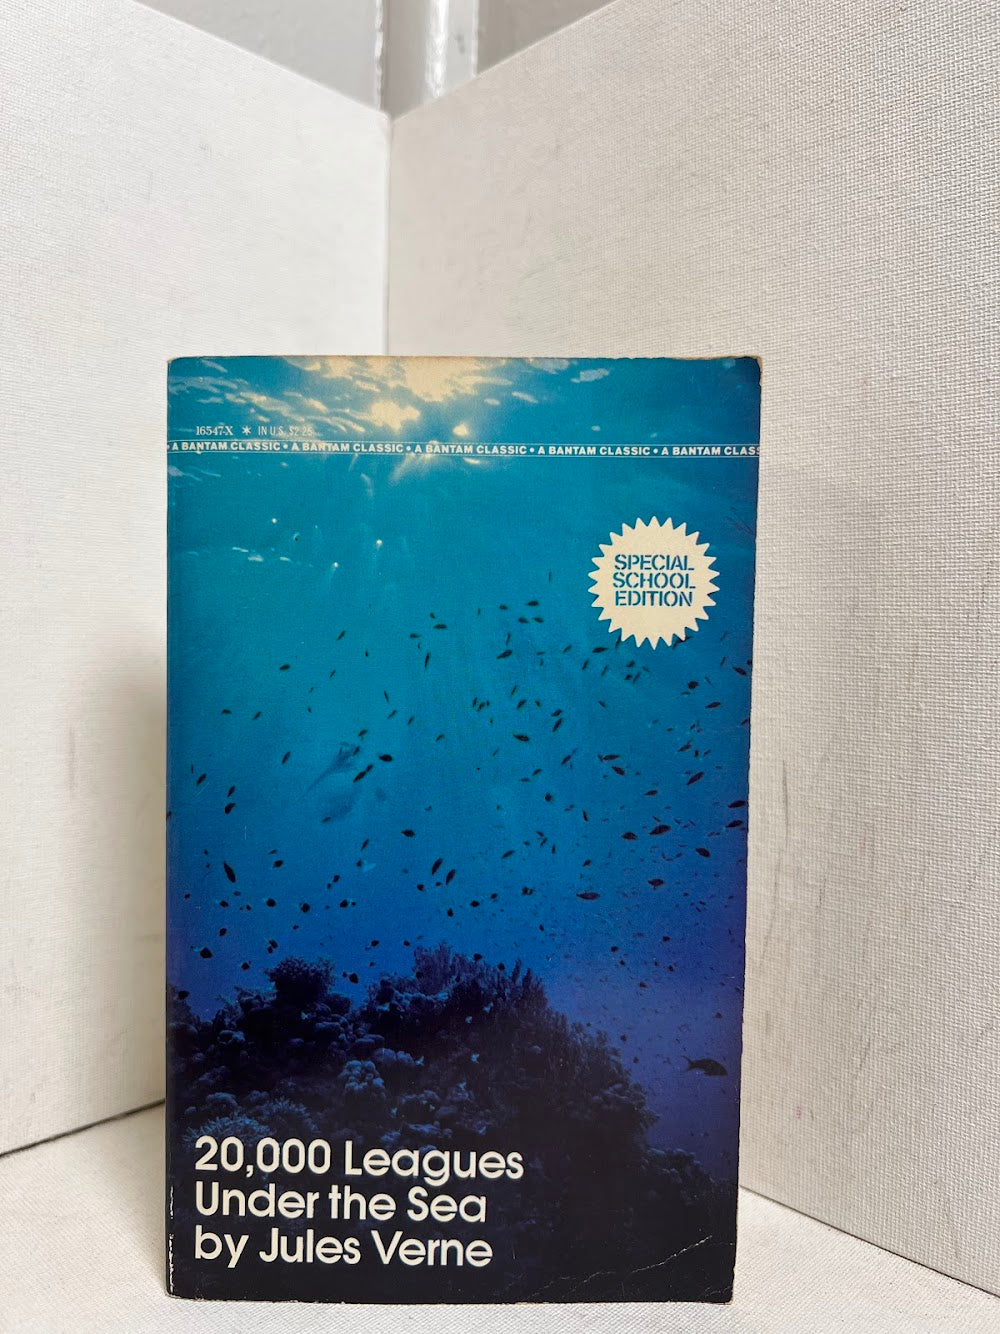 16547-X ★ IN U.S. $2.25
• A BANTAM CLASSIC • A BANTAM CLASSIC • A BANTAM CLASSIC • A BANTAM CLASSIC • A BANTAM CLAS
SPECIAL
SCHOOL
EDITION
20,000 Leagues
Under the Sea
by Jules Verne